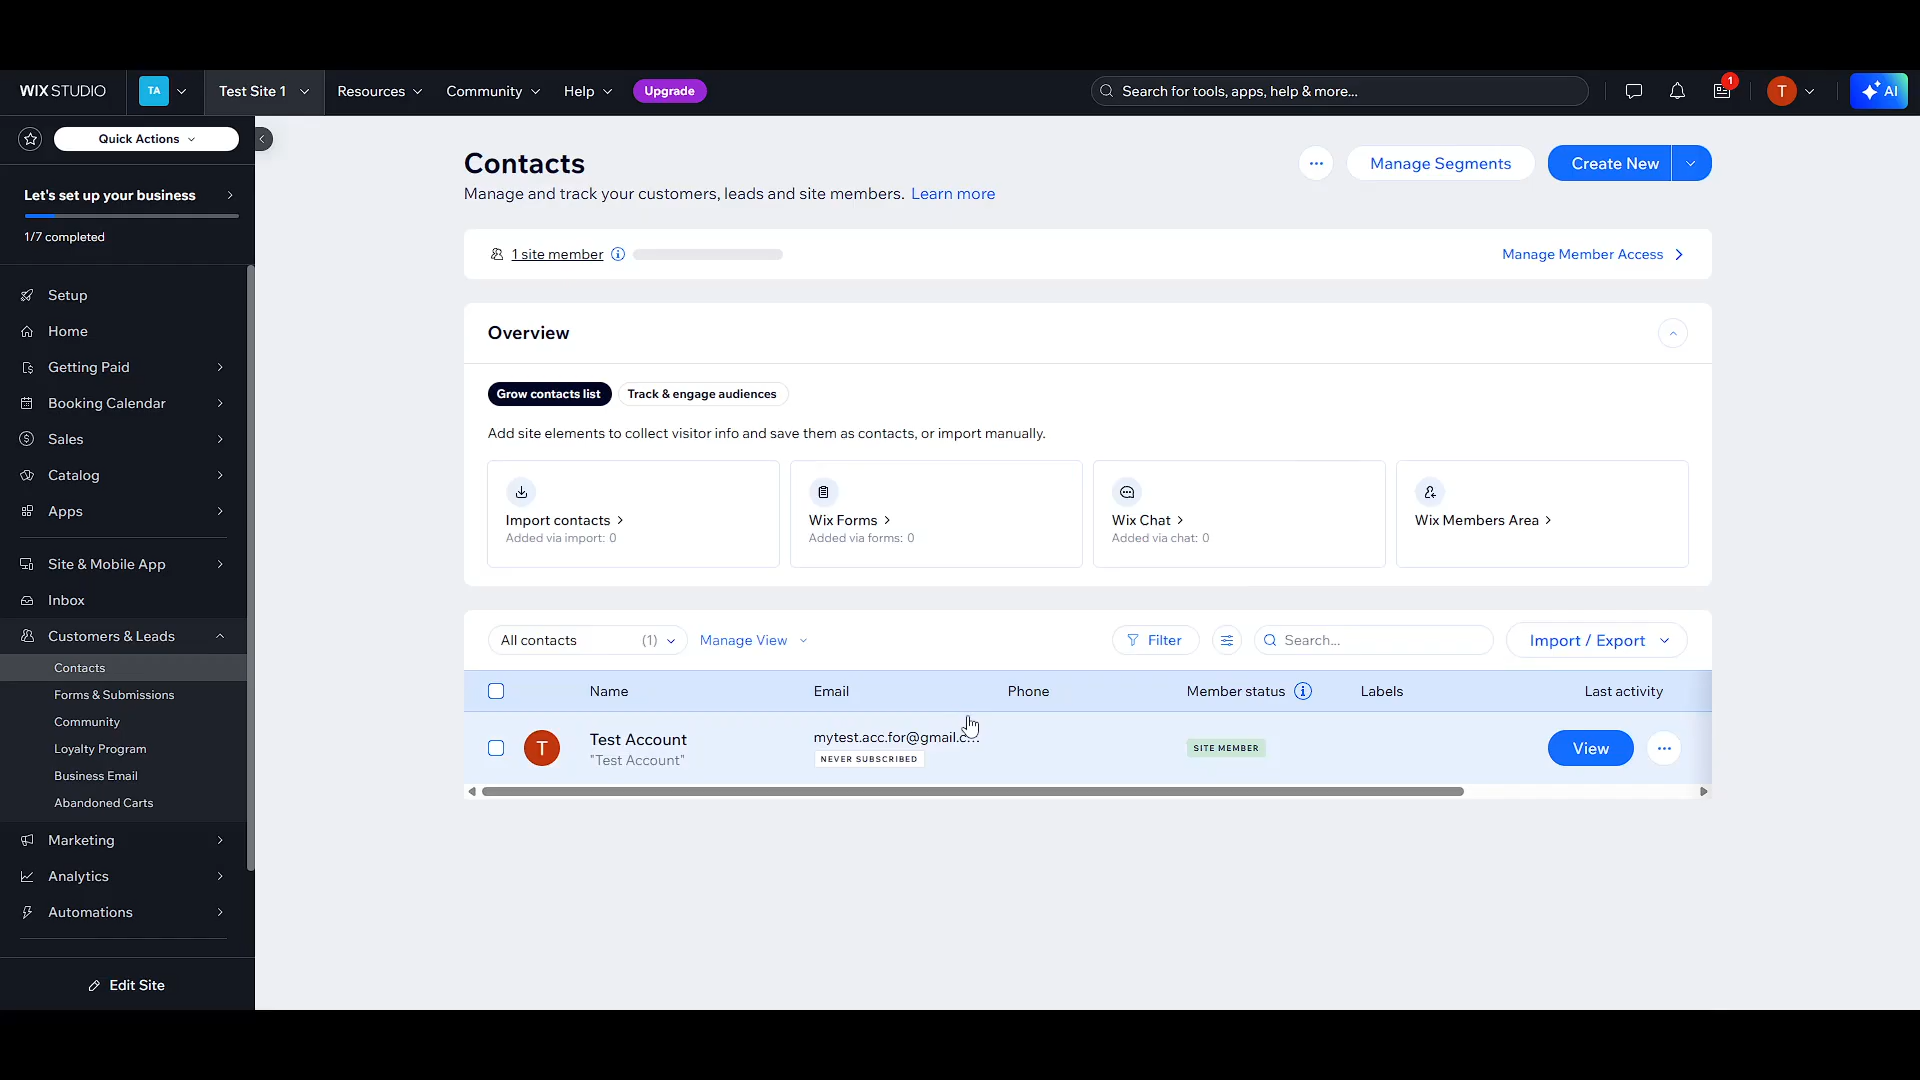 WIX STUDIO
TA
Test Site 1
Resources
Community
Help
Upgrade
Search for tools, apps, help & more...
1
T
AI
Quick Actions
Let's set up your business
1/7 completed
Setup
Home
Getting Paid
Booking Calendar
Sales
Catalog
Apps
Site & Mobile App
Inbox
Customers & Leads
Contacts
Forms & Submissions
Community
Loyalty Program
Business Email
Abandoned Carts
Marketing
Analytics
Automations
Edit Site
Contacts
Manage and track your customers, leads and site members. Learn more
Manage Segments
Create New
1 site member
Manage Member Access
Overview
Grow contacts list
Track & engage audiences
Add site elements to collect visitor info and save them as contacts, or import manually.
Import contacts
Added via import: 0
Wix Forms
Added via forms: 0
Wix Chat
Added via chat: 0
Wix Members Area
All contacts (1)
Manage View
Filter
Search...
Import / Export
Name Email Phone Member status Labels Last activity
T
Test Account
"Test Account"
mytest.acc.for@gmail.c...
NEVER SUBSCRIBED
SITE MEMBER
View